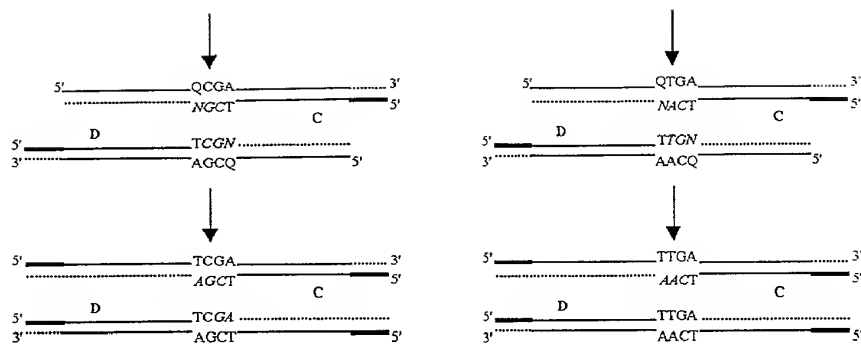 5' QCGA 3'
NGCT 5'
D C
5' TCGN
3' AGCQ 5'
5' TCGA 3'
AGCT 5'
D C
5' TCGA
3' AGCT 5'
5' QTGA 3'
NACT 5'
D C
5' TTGN
3' AACQ 5'
5' TTGA 3'
AACT 5'
D C
5' TTGA
3' AACT 5'